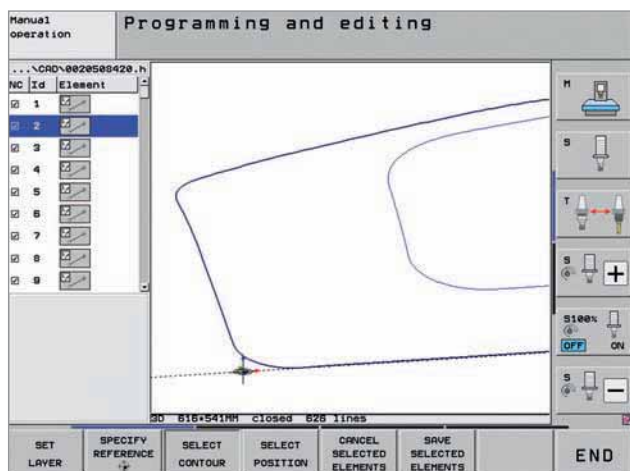 Manual
operation
Programming and editing
...\CAD\0020508420.h
NC Id Element
1
2
3
4
5
6
7
8
9
M
S
T
S
+
S100%
OFF ON
S
-
3D 616*541MM closed 626 lines
SET
LAYER
SPECIFY
REFERENCE
SELECT
CONTOUR
SELECT
POSITION
CANCEL
SELECTED
ELEMENTS
SAVE
SELECTED
ELEMENTS
END